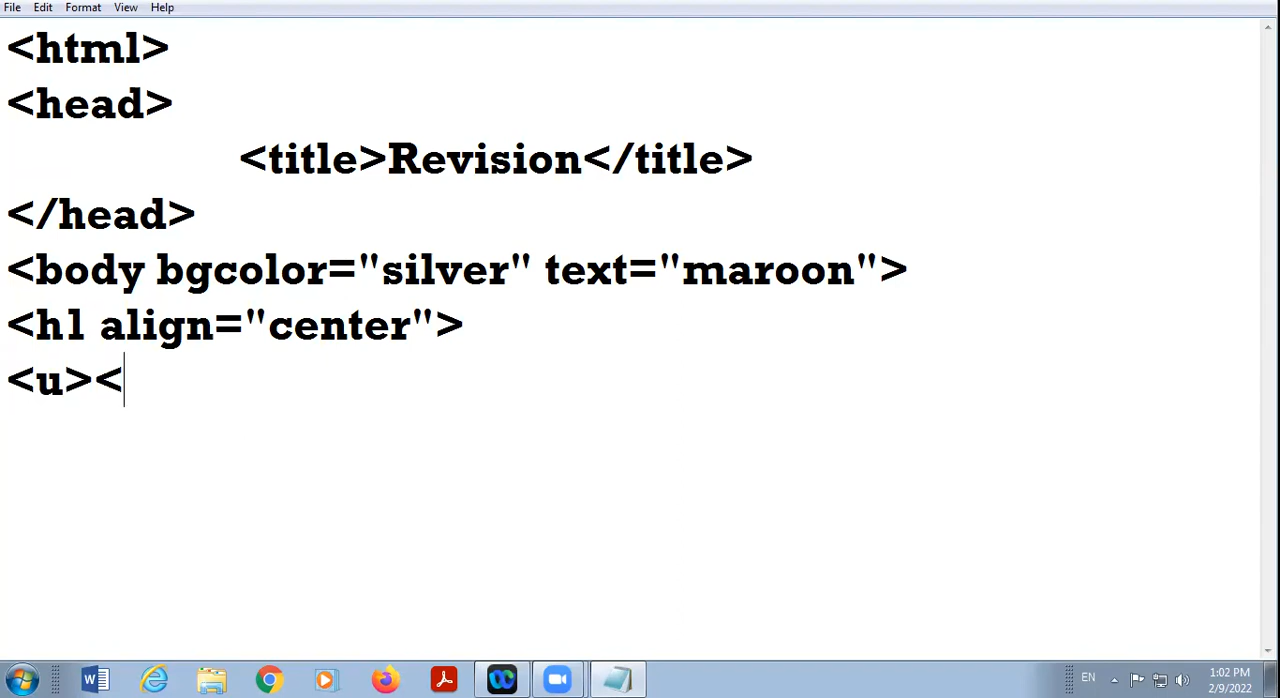 File Edit Format View Help
<html>
<head>
<title>Revision</title>
</head>
<body bgcolor="silver" text="maroon">
<h1 align="center">
<u><
EN
1:02 PM
2/9/2022